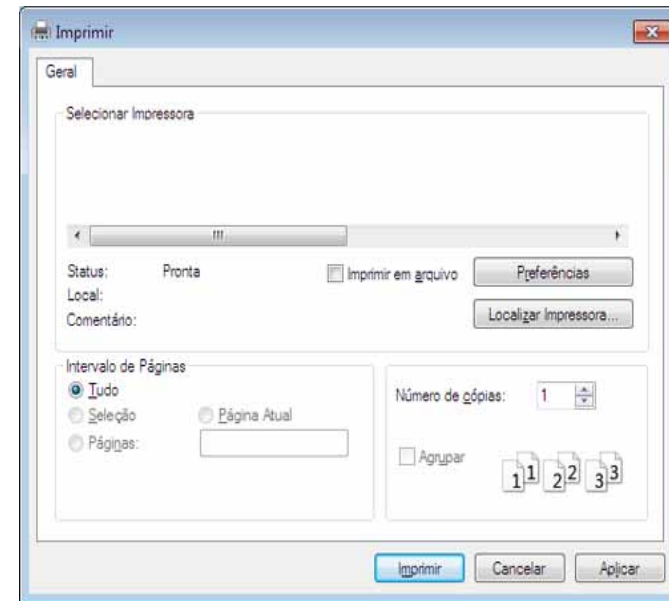 Imprimir
Geral
Selecionar Impressora
Status: Pronta
Imprimir em arquivo
Preferências
Local:
Localizar Impressora...
Comentário:
Intervalo de Páginas
Tudo
Seleção
Página Atual
Páginas:
Número de cópias: 1
Agrupar
1 1 2 2 3 3
Imprimir Cancelar Aplicar